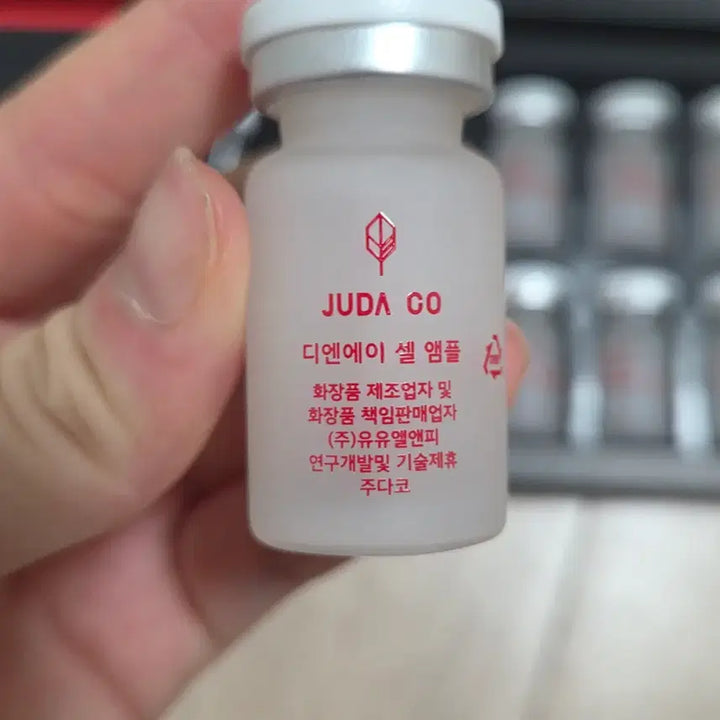 JUDA CO
디엔에이 셀 앰플
화장품 제조업자 및
화장품 책임판매업자
(주)유유엘앤피
연구개발및 기술제휴
주다코